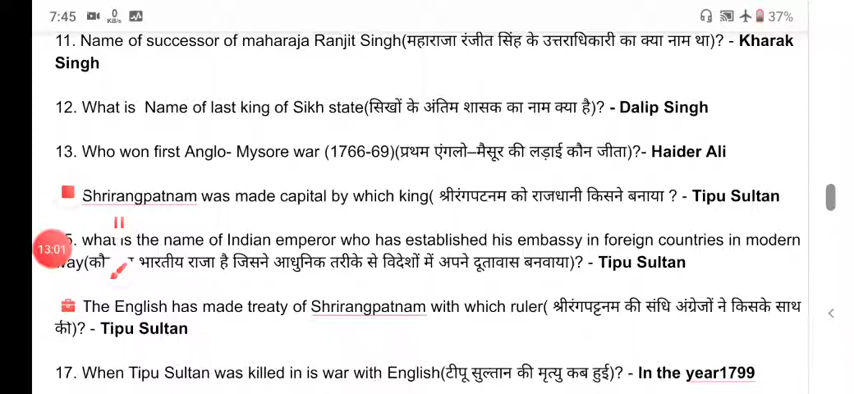 7:45 0 KB/s 37%
11. Name of successor of maharaja Ranjit Singh(महाराजा रंजीत सिंह के उत्तराधिकारी का क्या नाम था)? - Kharak
Singh
12. What is Name of last king of Sikh state(सिखों के अंतिम शासक का नाम क्या है)? - Dalip Singh
13. Who won first Anglo- Mysore war (1766-69)(प्रथम एंगलो–मैसूर की लड़ाई कौन जीता)?- Haider Ali
Shrirangpatnam was made capital by which king( श्रीरंगपटनम को राजधानी किसने बनाया ? - Tipu Sultan
13:01 5. what is the name of Indian emperor who has established his embassy in foreign countries in modern
way(कौ भारतीय राजा है जिसने आधुनिक तरीके से विदेशों में अपने दूतावास बनवाया)? - Tipu Sultan
The English has made treaty of Shrirangpatnam with which ruler( श्रीरंगपट्टनम की संधि अंग्रेजों ने किसके साथ
की)? - Tipu Sultan
17. When Tipu Sultan was killed in is war with English(टीपू सुल्तान की मृत्यु कब हुई)? - In the year1799